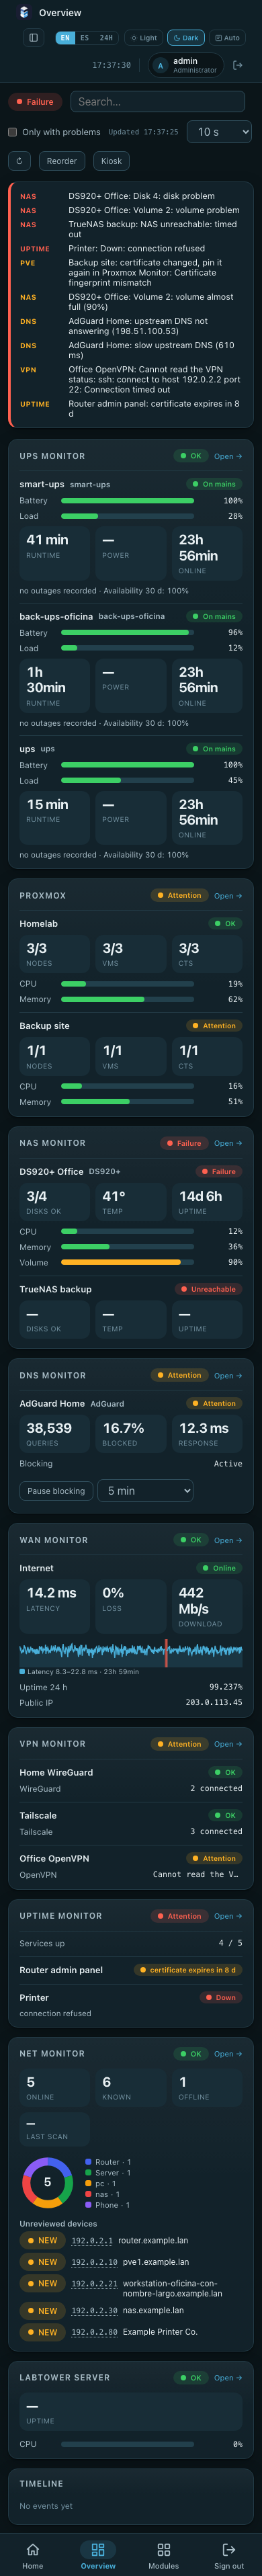 Overview
EN ES 24H Light Dark Auto
17:37:30 A admin
Administrator
Failure Search...
Only with problems Updated 17:37:25 10 s
Reorder Kiosk
NAS DS920+ Office: Disk 4: disk problem
NAS DS920+ Office: Volume 2: volume problem
NAS TrueNAS backup: NAS unreachable: timed
out
UPTIME Printer: Down: connection refused
PVE Backup site: certificate changed, pin it
again in Proxmox Monitor: Certificate
fingerprint mismatch
NAS DS920+ Office: Volume 2: volume almost
full (90%)
DNS AdGuard Home: upstream DNS not
answering (198.51.100.53)
DNS AdGuard Home: slow upstream DNS (610
ms)
VPN Office OpenVPN: Cannot read the VPN
status: ssh: connect to host 192.0.2.2 port
22: Connection timed out
UPTIME Router admin panel: certificate expires in 8
d
UPS MONITOR OK Open →
smart-ups smart-ups On mains
Battery 100%
Load 28%
41 min — 23h
56min
RUNTIME POWER ONLINE
no outages recorded · Availability 30 d: 100%
back-ups-oficina back-ups-oficina On mains
Battery 96%
Load 12%
1h
30min — 23h
56min
RUNTIME POWER ONLINE
no outages recorded · Availability 30 d: 100%
ups ups On mains
Battery 100%
Load 45%
15 min — 23h
56min
RUNTIME POWER ONLINE
no outages recorded · Availability 30 d: 100%
PROXMOX Attention Open →
Homelab OK
3/3 3/3 3/3
NODES VMS CTS
CPU 19%
Memory 62%
Backup site Attention
1/1 1/1 1/1
NODES VMS CTS
CPU 16%
Memory 51%
NAS MONITOR Failure Open →
DS920+ Office DS920+ Failure
3/4 41° 14d 6h
DISKS OK TEMP UPTIME
CPU 12%
Memory 36%
Volume 90%
TrueNAS backup Unreachable
— — —
DISKS OK TEMP UPTIME
DNS MONITOR Attention Open →
AdGuard Home AdGuard Attention
38,539 16.7% 12.3 ms
QUERIES BLOCKED RESPONSE
Blocking Active
Pause blocking 5 min
WAN MONITOR OK Open →
Internet Online
14.2 ms 0% 442
Mb/s
LATENCY LOSS DOWNLOAD
Latency 8.3–22.8 ms · 23h 59min
Uptime 24 h 99.237%
Public IP 203.0.113.45
VPN MONITOR Attention Open →
Home WireGuard OK
WireGuard 2 connected
Tailscale OK
Tailscale 3 connected
Office OpenVPN Attention
OpenVPN Cannot read the V…
UPTIME MONITOR Attention Open →
Services up 4 / 5
Router admin panel certificate expires in 8 d
Printer Down
connection refused
NET MONITOR OK Open →
5 6 1
ONLINE KNOWN OFFLINE
—
LAST SCAN
5
Router · 1
Server · 1
pc · 1
nas · 1
Phone · 1
Unreviewed devices
NEW 192.0.2.1 router.example.lan
NEW 192.0.2.10 pve1.example.lan
NEW 192.0.2.21 workstation-oficina-con-
nombre-largo.example.lan
NEW 192.0.2.30 nas.example.lan
NEW 192.0.2.80 Example Printer Co.
LABTOWER SERVER OK Open →
—
UPTIME
CPU 0%
TIMELINE
No events yet
Home Overview Modules Sign out